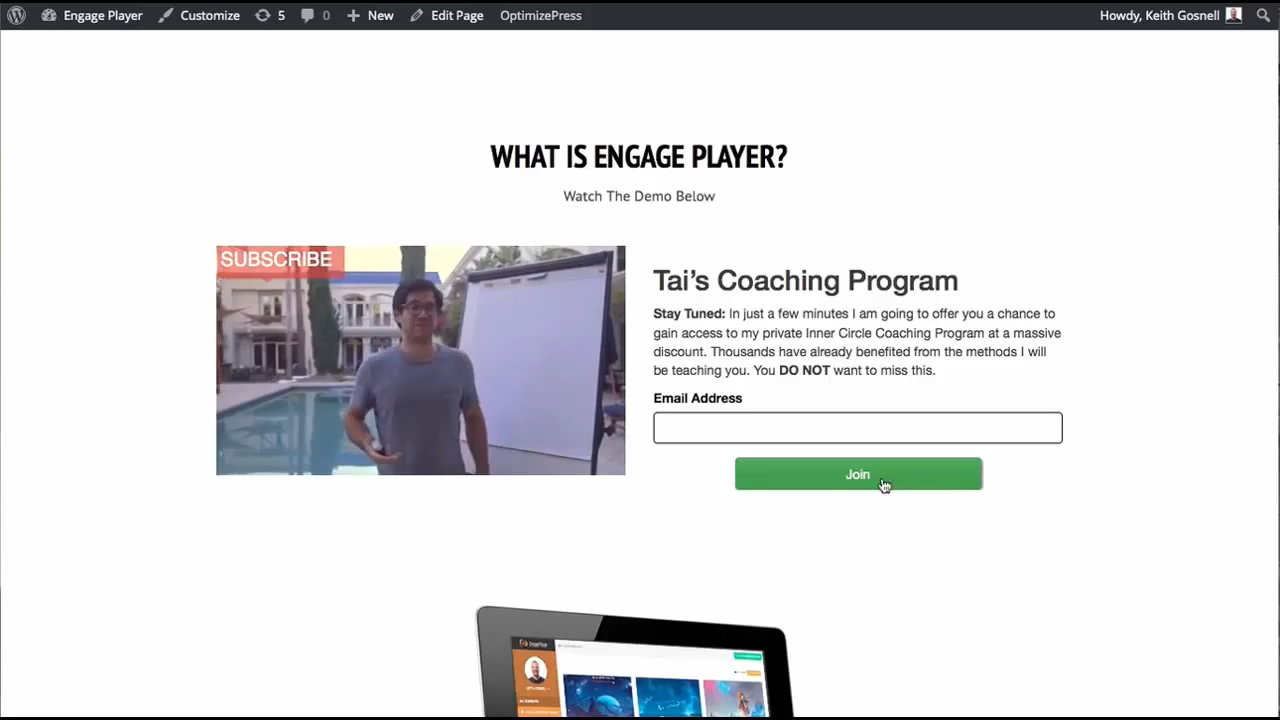 Engage Player Customize 5 0 New Edit Page OptimizePress Howdy, Keith Gosnell
WHAT IS ENGAGE PLAYER?
Watch The Demo Below
SUBSCRIBE
Tai's Coaching Program
Stay Tuned: In just a few minutes I am going to offer you a chance to
gain access to my private Inner Circle Coaching Program at a massive
discount. Thousands have already benefited from the methods I will
be teaching you. You DO NOT want to miss this.
Email Address
Join